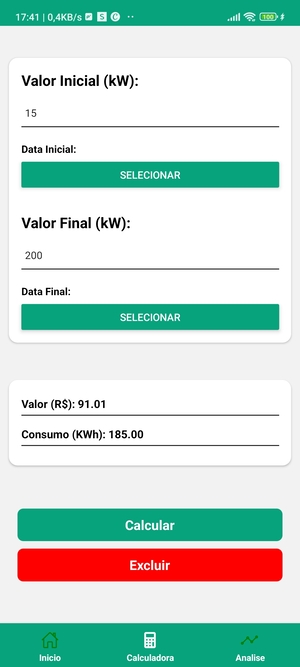 17:41 | 0,4KB/s P S C ··
100
Valor Inicial (kW):
15
Data Inicial:
SELECIONAR
Valor Final (kW):
200
Data Final:
SELECIONAR
Valor (R$): 91.01
Consumo (KWh): 185.00
Calcular
Excluir
Inicio Calculadora Analise